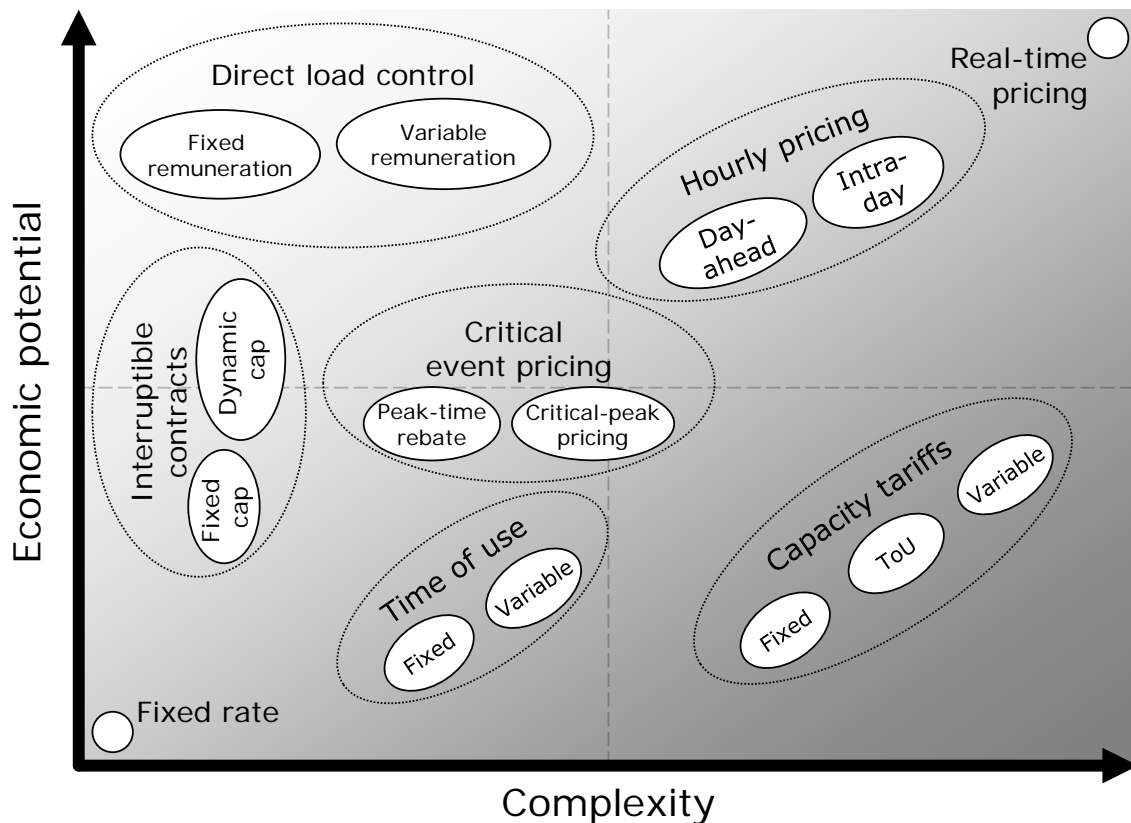 Direct load control
Fixed
remuneration
Variable
remuneration
Real-time
pricing
Hourly pricing
Day-
ahead
Intra-
day
Economic potential
Interruptible
contracts
Dynamic
cap
Fixed
cap
Critical
event pricing
Peak-time
rebate
Critical-peak
pricing
Time of use
Fixed
Variable
Capacity tariffs
Fixed
ToU
Variable
Fixed rate
Complexity